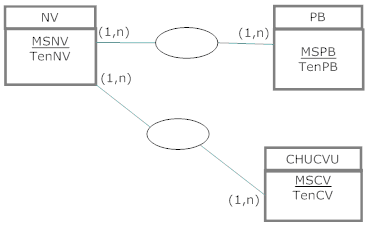 NV
MSNV
TenNV
(1,n)
(1,n)
PB
MSPB
TenPB
(1,n)
(1,n)
CHUCVU
MSCV
TenCV